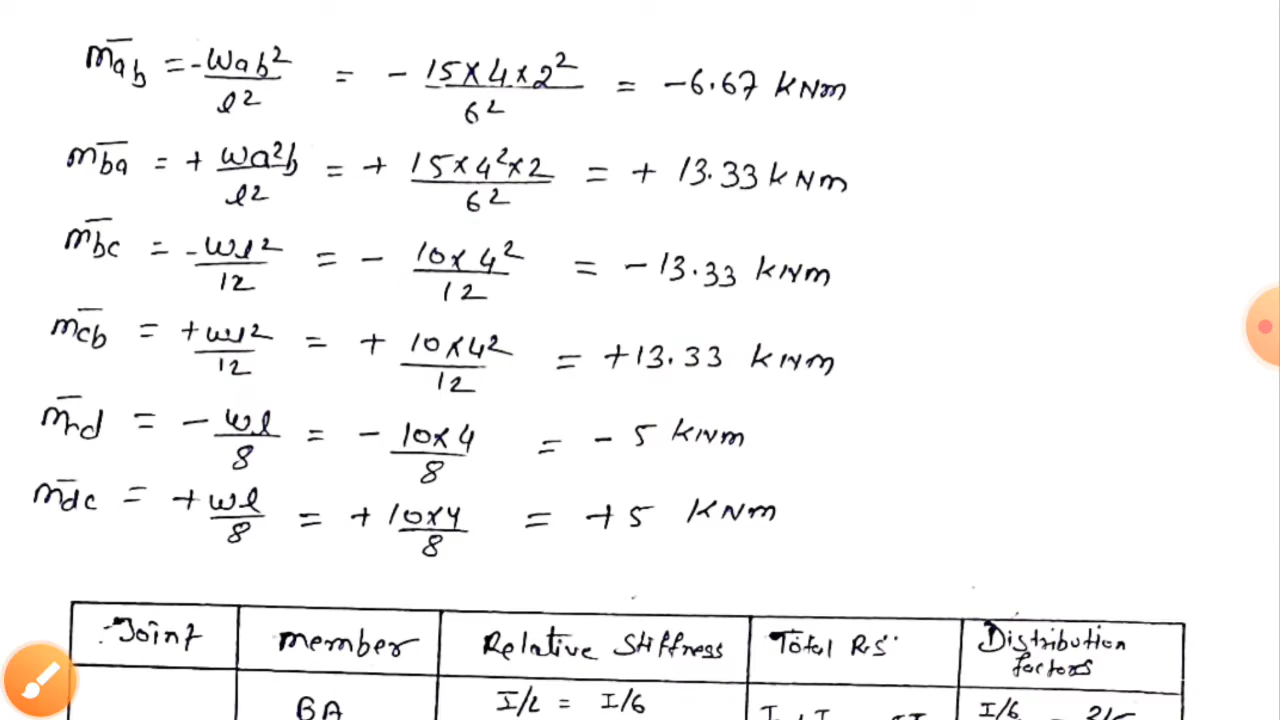 m̅ab = -Wab²/l² = - 15×4×2²/6² = -6.67 KNm
m̅ba = + Wa²b/l² = + 15×4²×2/6² = + 13.33 KNm
m̅bc = -Wl²/12 = - 10×4²/12 = -13.33 KNm
m̅cb = +Wl²/12 = + 10×4²/12 = +13.33 KNm
m̅cd = - Wl/8 = - 10×4/8 = - 5 KNm
m̅dc = + Wl/8 = + 10×4/8 = + 5 KNm
Joint member Relative Stiffness Total R.S. Distribution factors
BA I/L = I/6 I/6